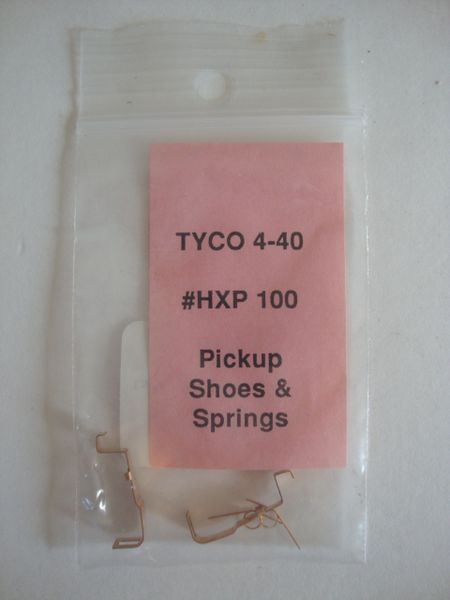 TYCO 4-40
#HXP 100
Pickup
Shoes &
Springs